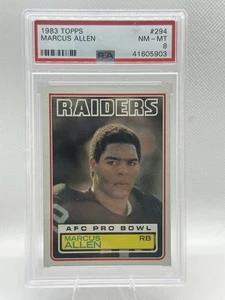 1983 TOPPS #294
MARCUS ALLEN NM - MT
PSA 8
41605903
RAIDERS
AFC PRO BOWL
MARCUS RB
ALLEN